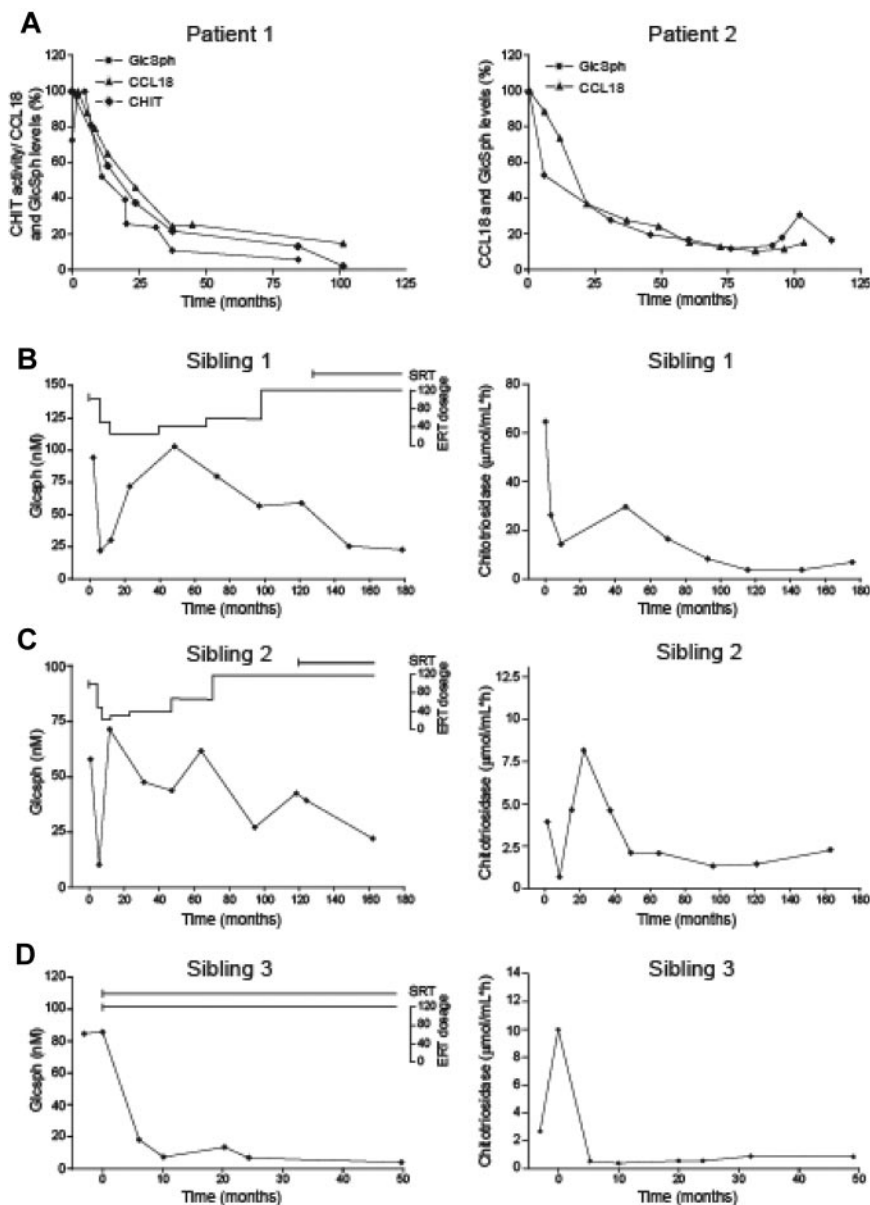 A
Patient 1
GlcSph
CCL18
CHIT
CHIT activity/ CCL18
and GlcSph levels (%)
120
100
80
60
40
20
0
0 25 50 75 100 125
Time (months)
Patient 2
GlcSph
CCL18
CCL18 and GlcSph levels (%)
120
100
80
60
40
20
0
0 25 50 75 100 125
Time (months)
B
Sibling 1
SRT
120
80
40
0
ERT dosage
Glcsph (nM)
150
125
100
75
50
25
0
0 20 40 60 80 100 120 140 160 180
Time (months)
Sibling 1
Chitotriosidase (µmol/mL*h)
80
60
40
20
0
0 20 40 60 80 100 120 140 160 180
Time (months)
C
Sibling 2
SRT
120
80
40
0
ERT dosage
Glcsph (nM)
100
75
50
25
0
0 20 40 60 80 100 120 140 160 180
Time (months)
Sibling 2
Chitotriosidase (µmol/mL*h)
12.5
10
7.5
5.0
2.5
0
0 20 40 60 80 100 120 140 160 180
Time (months)
D
Sibling 3
SRT
120
80
40
0
ERT dosage
Glcsph (nM)
120
100
80
60
40
20
0
0 10 20 30 40 50
Time (months)
Sibling 3
Chitotriosidase (µmol/mL*h)
14
12
10
8
6
4
2
0
0 10 20 30 40 50
Time (months)